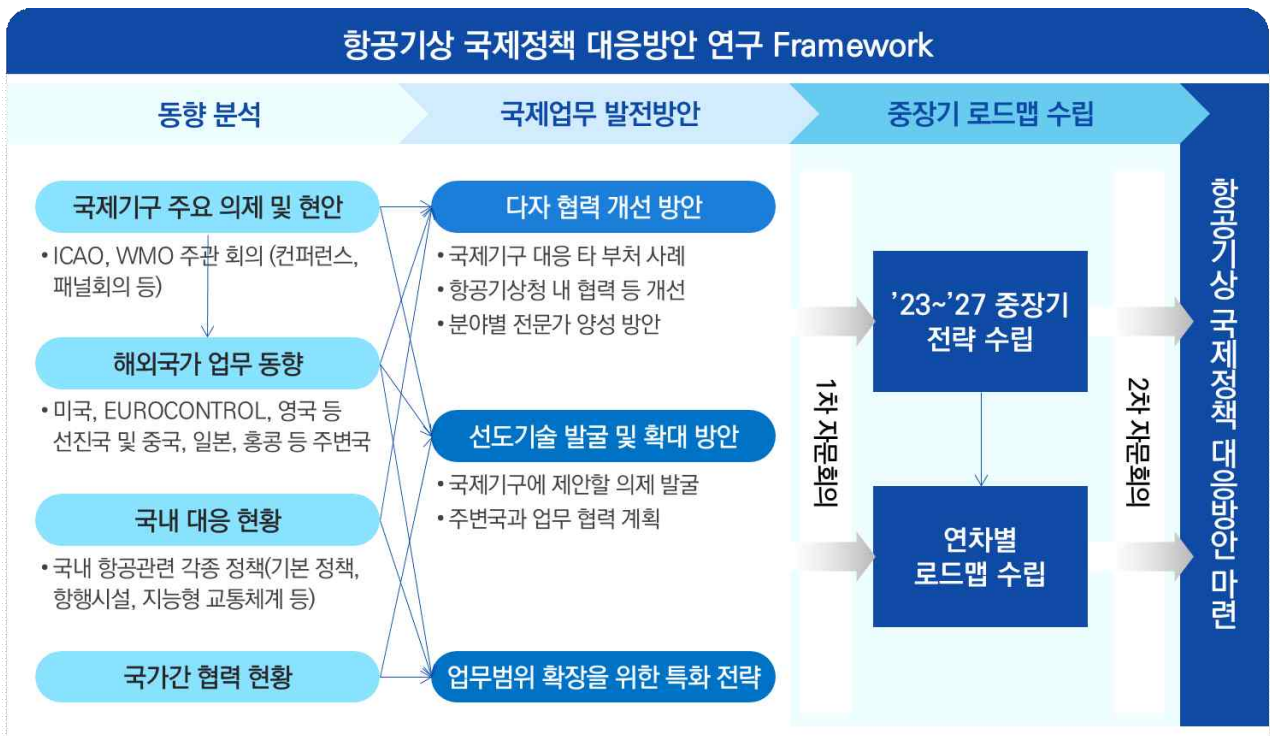 항공기상 국제정책 대응방안 연구 Framework
동향 분석
국제업무 발전방안
중장기 로드맵 수립
국제기구 주요 의제 및 현안
• ICAO, WMO 주관 회의 (컨퍼런스,
패널회의 등)
해외국가 업무 동향
• 미국, EUROCONTROL, 영국 등
선진국 및 중국, 일본, 홍콩 등 주변국
국내 대응 현황
• 국내 항공관련 각종 정책(기본 정책,
항행시설, 지능형 교통체계 등)
국가간 협력 현황
다자 협력 개선 방안
• 국제기구 대응 타 부처 사례
• 항공기상청 내 협력 등 개선
• 분야별 전문가 양성 방안
선도기술 발굴 및 확대 방안
• 국제기구에 제안할 의제 발굴
• 주변국과 업무 협력 계획
업무범위 확장을 위한 특화 전략
1차 자문회의
’23~’27 중장기
전략 수립
연차별
로드맵 수립
2차 자문회의
항공기상 국제정책 대응방안 마련